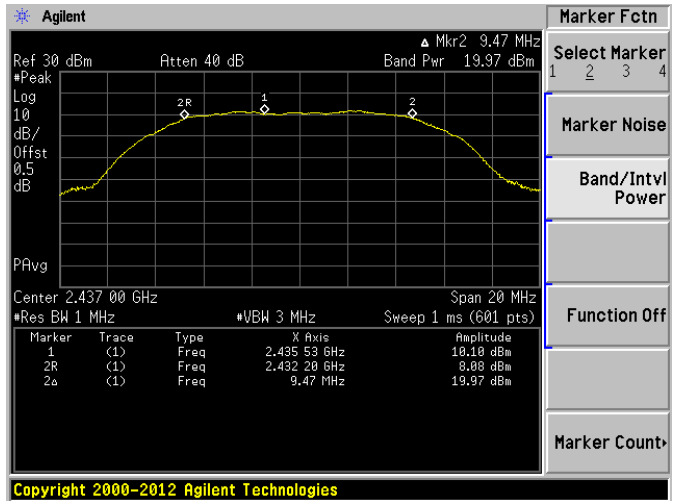 Agilent
Marker Fctn
Δ Mkr2 9.47 MHz
Ref 30 dBm Atten 40 dB Band Pwr 19.97 dBm
#Peak
Log
10
dB/
Offst
0.5
dB
2R
1
2
PAvg
Center 2.437 00 GHz Span 20 MHz
#Res BW 1 MHz #VBW 3 MHz Sweep 1 ms (601 pts)
Marker Trace Type X Axis Amplitude
1 (1) Freq 2.435 53 GHz 10.10 dBm
2R (1) Freq 2.432 20 GHz 8.08 dBm
2Δ (1) Freq 9.47 MHz 19.97 dBm
Select Marker
1 2 3 4
Marker Noise
Band/Intvl
Power
Function Off
Marker Count
Copyright 2000-2012 Agilent Technologies